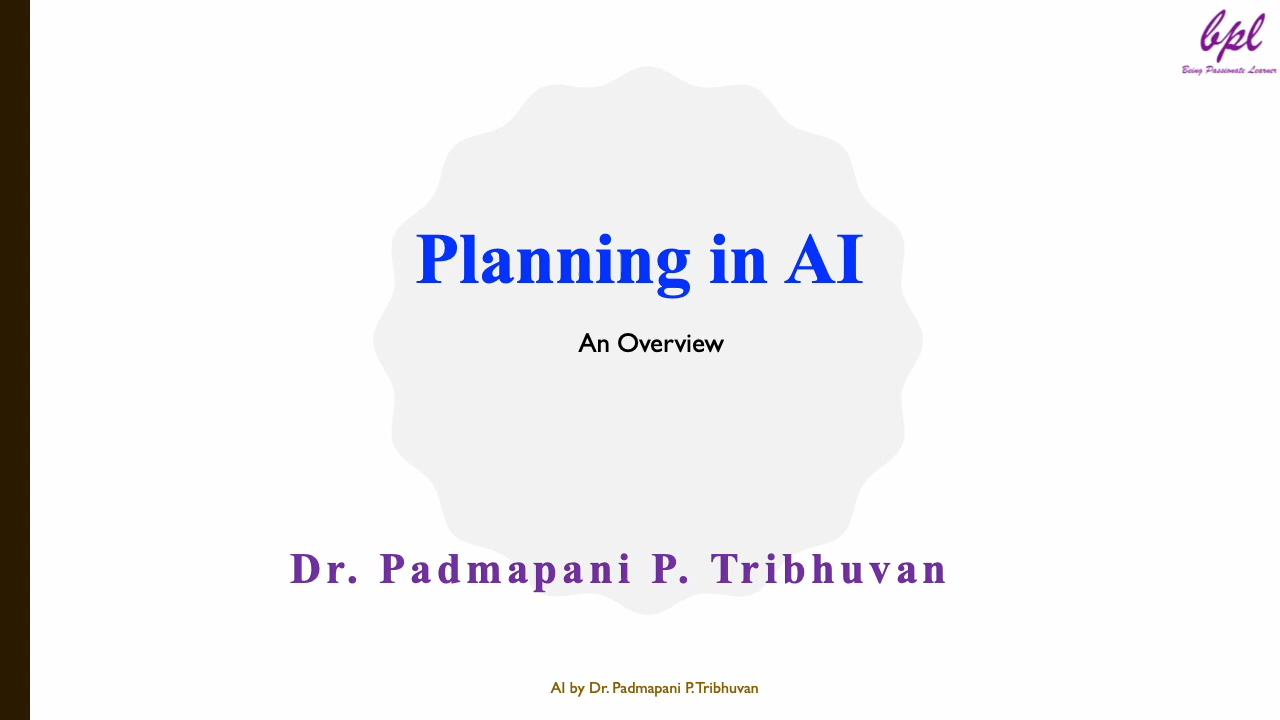 bpl
Being Passionate Learner
Planning in AI
An Overview
Dr. Padmapani P. Tribhuvan
AI by Dr. Padmapani P. Tribhuvan